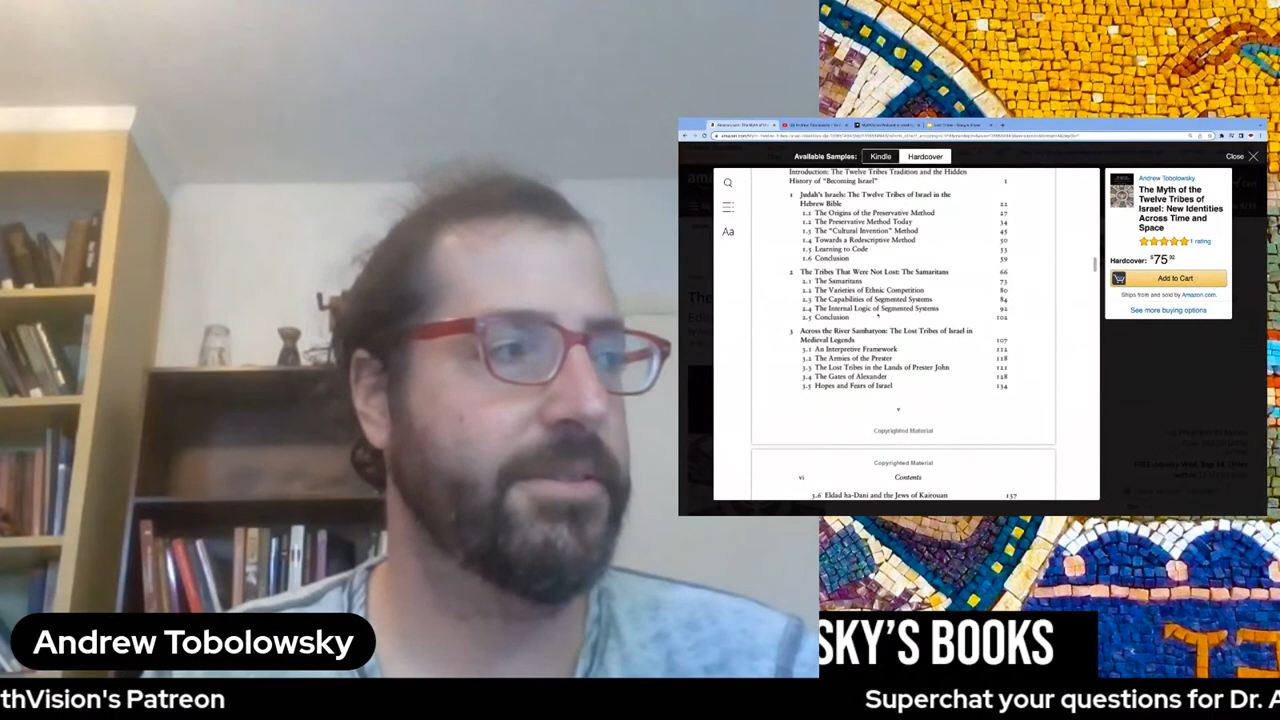 Available Samples:
Kindle
Hardcover
Close
Aa
Introduction: The Twelve Tribes Tradition and the Hidden
History of "Becoming Israel" 1
1 Judah's Israels: The Twelve Tribes of Israel in the
Hebrew Bible 22
1.1 The Origins of the Preservative Method 27
1.2 The Preservative Method Today 34
1.3 The "Cultural Invention" Method 45
1.4 Towards a Redescriptive Method 50
1.5 Learning to Code 53
1.6 Conclusion 59
2 The Tribes That Were Not Lost: The Samaritans 66
2.1 The Samaritans 73
2.2 The Varieties of Ethnic Competition 80
2.3 The Capabilities of Segmented Systems 84
2.4 The Internal Logic of Segmented Systems 92
2.5 Conclusion 102
3 Across the River Sambatyon: The Lost Tribes of Israel in
Medieval Legends 107
3.1 An Interpretive Framework 112
3.2 The Armies of the Prester 118
3.3 The Lost Tribes in the Lands of Prester John 121
3.4 The Gates of Alexander 128
3.5 Hopes and Fears of Israel 134
v
Copyrighted Material
Copyrighted Material
vi Contents
3.6 Eldad ha-Dani and the Jews of Kairouan 137
Andrew Tobolowsky
The Myth of the
Twelve Tribes of
Israel: New Identities
Across Time and
Space
1 rating
Hardcover: $75.92
Add to Cart
Ships from and sold by Amazon.com.
See more buying options
Andrew Tobolowsky
SKY'S BOOKS
thVision's Patreon
Superchat your questions for Dr. A